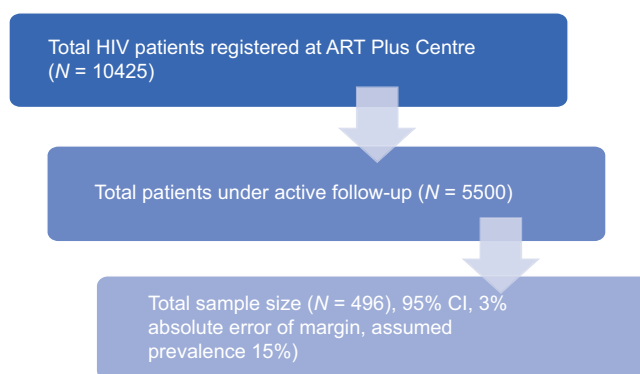 Total HIV patients registered at ART Plus Centre
(N = 10425)
Total patients under active follow-up (N = 5500)
Total sample size (N = 496), 95% CI, 3%
absolute error of margin, assumed
prevalence 15%)